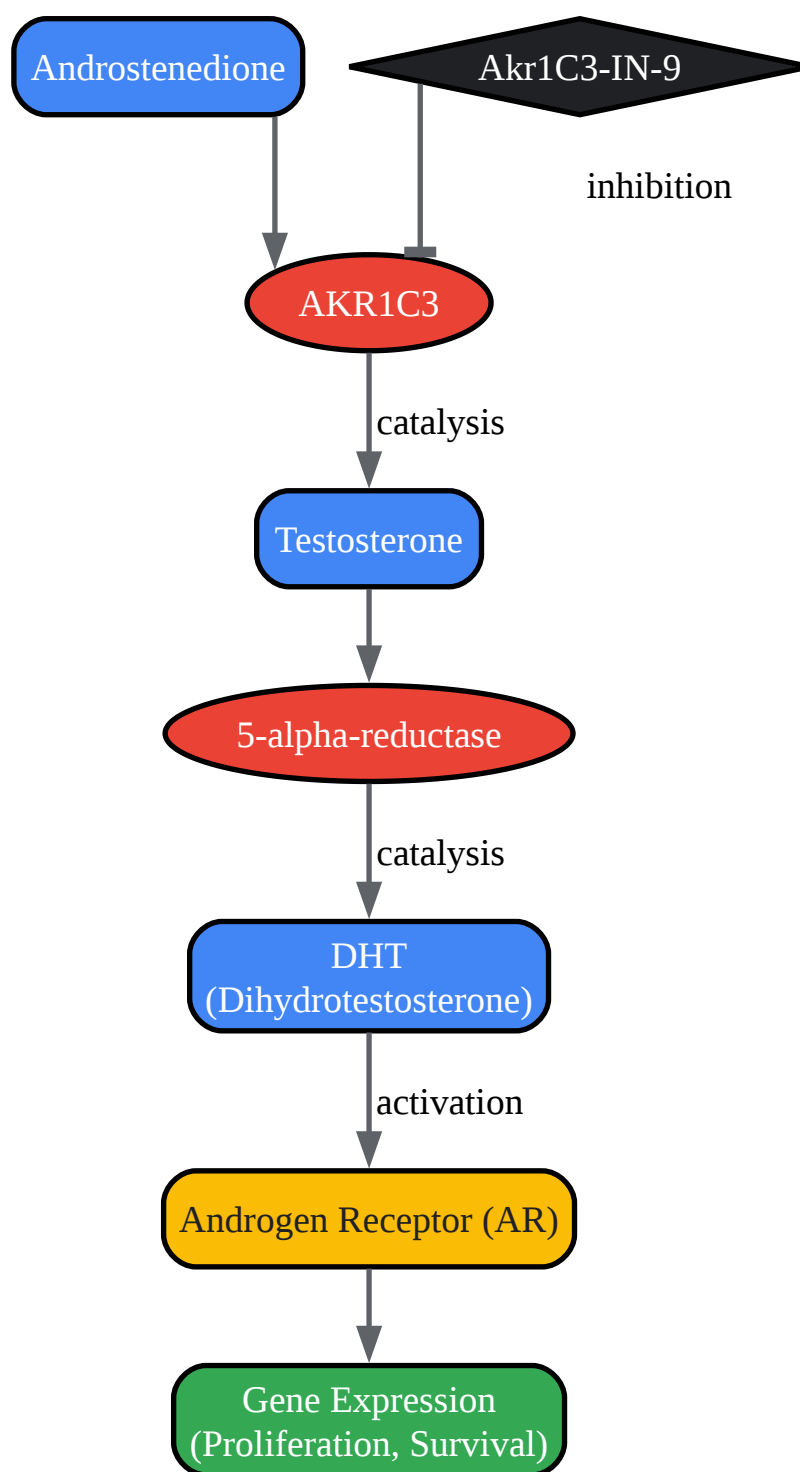 Androstenedione
Akr1C3-IN-9
inhibition
AKR1C3
catalysis
Testosterone
5-alpha-reductase
catalysis
DHT
(Dihydrotestosterone)
activation
Androgen Receptor (AR)
Gene Expression
(Proliferation, Survival)